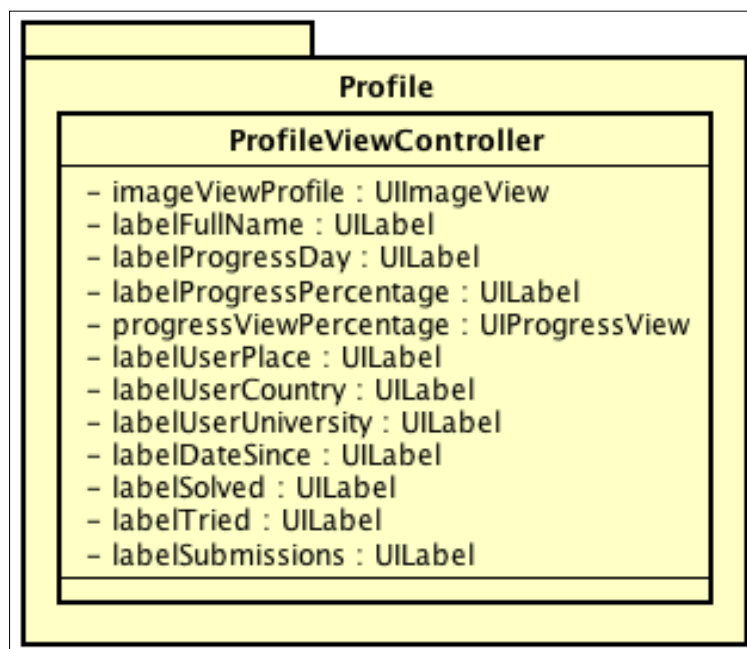 Profile
ProfileViewController
– imageViewProfile : UIImageView
– labelFullName : UILabel
– labelProgressDay : UILabel
– labelProgressPercentage : UILabel
– progressViewPercentage : UIProgressView
– labelUserPlace : UILabel
– labelUserCountry : UILabel
– labelUserUniversity : UILabel
– labelDateSince : UILabel
– labelSolved : UILabel
– labelTried : UILabel
– labelSubmissions : UILabel